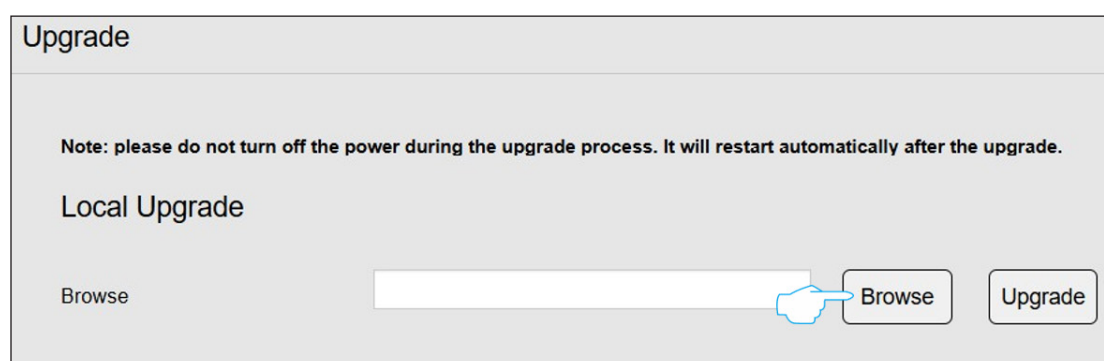 Upgrade
Note: please do not turn off the power during the upgrade process. It will restart automatically after the upgrade.
Local Upgrade
Browse Browse Upgrade